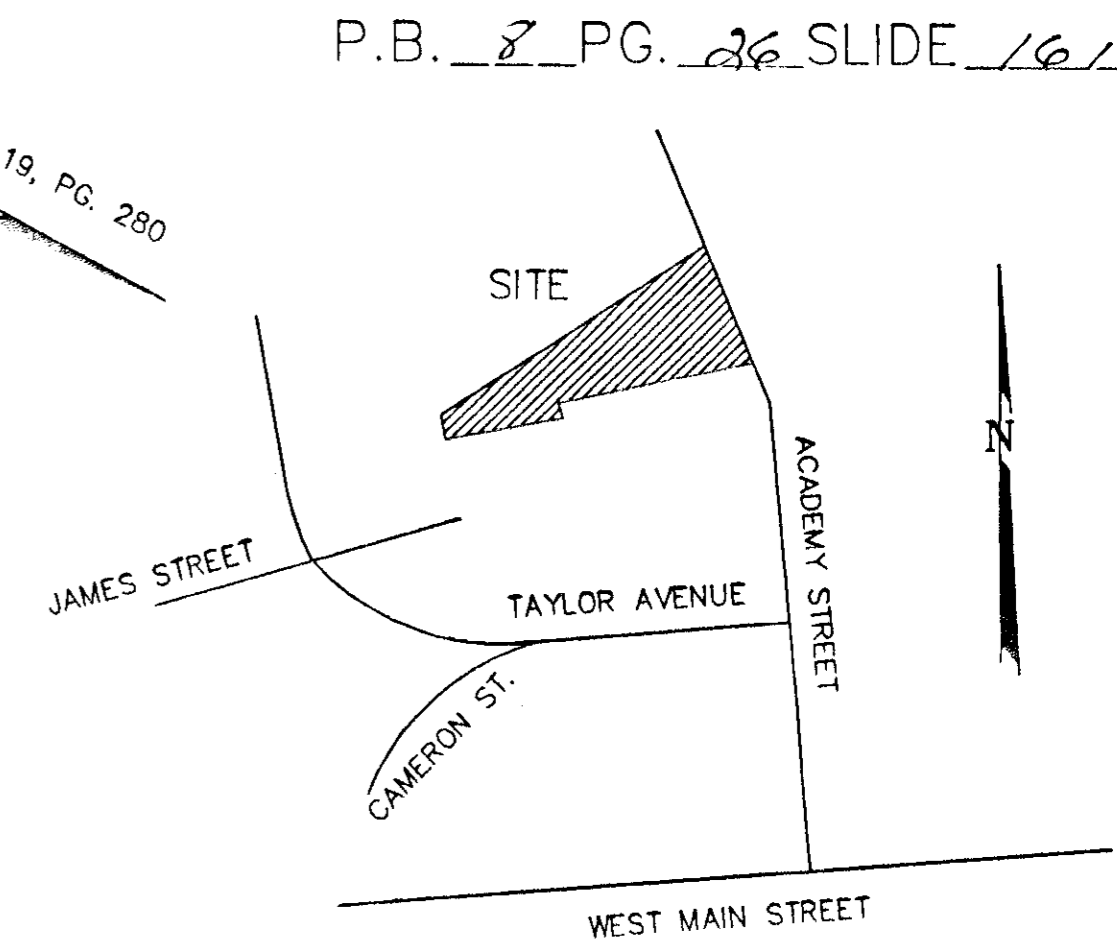 P.B. 8 PG. 26 SLIDE 161
19, PG. 280
SITE
N
ACADEMY STREET
JAMES STREET
TAYLOR AVENUE
CAMERON ST.
WEST MAIN STREET